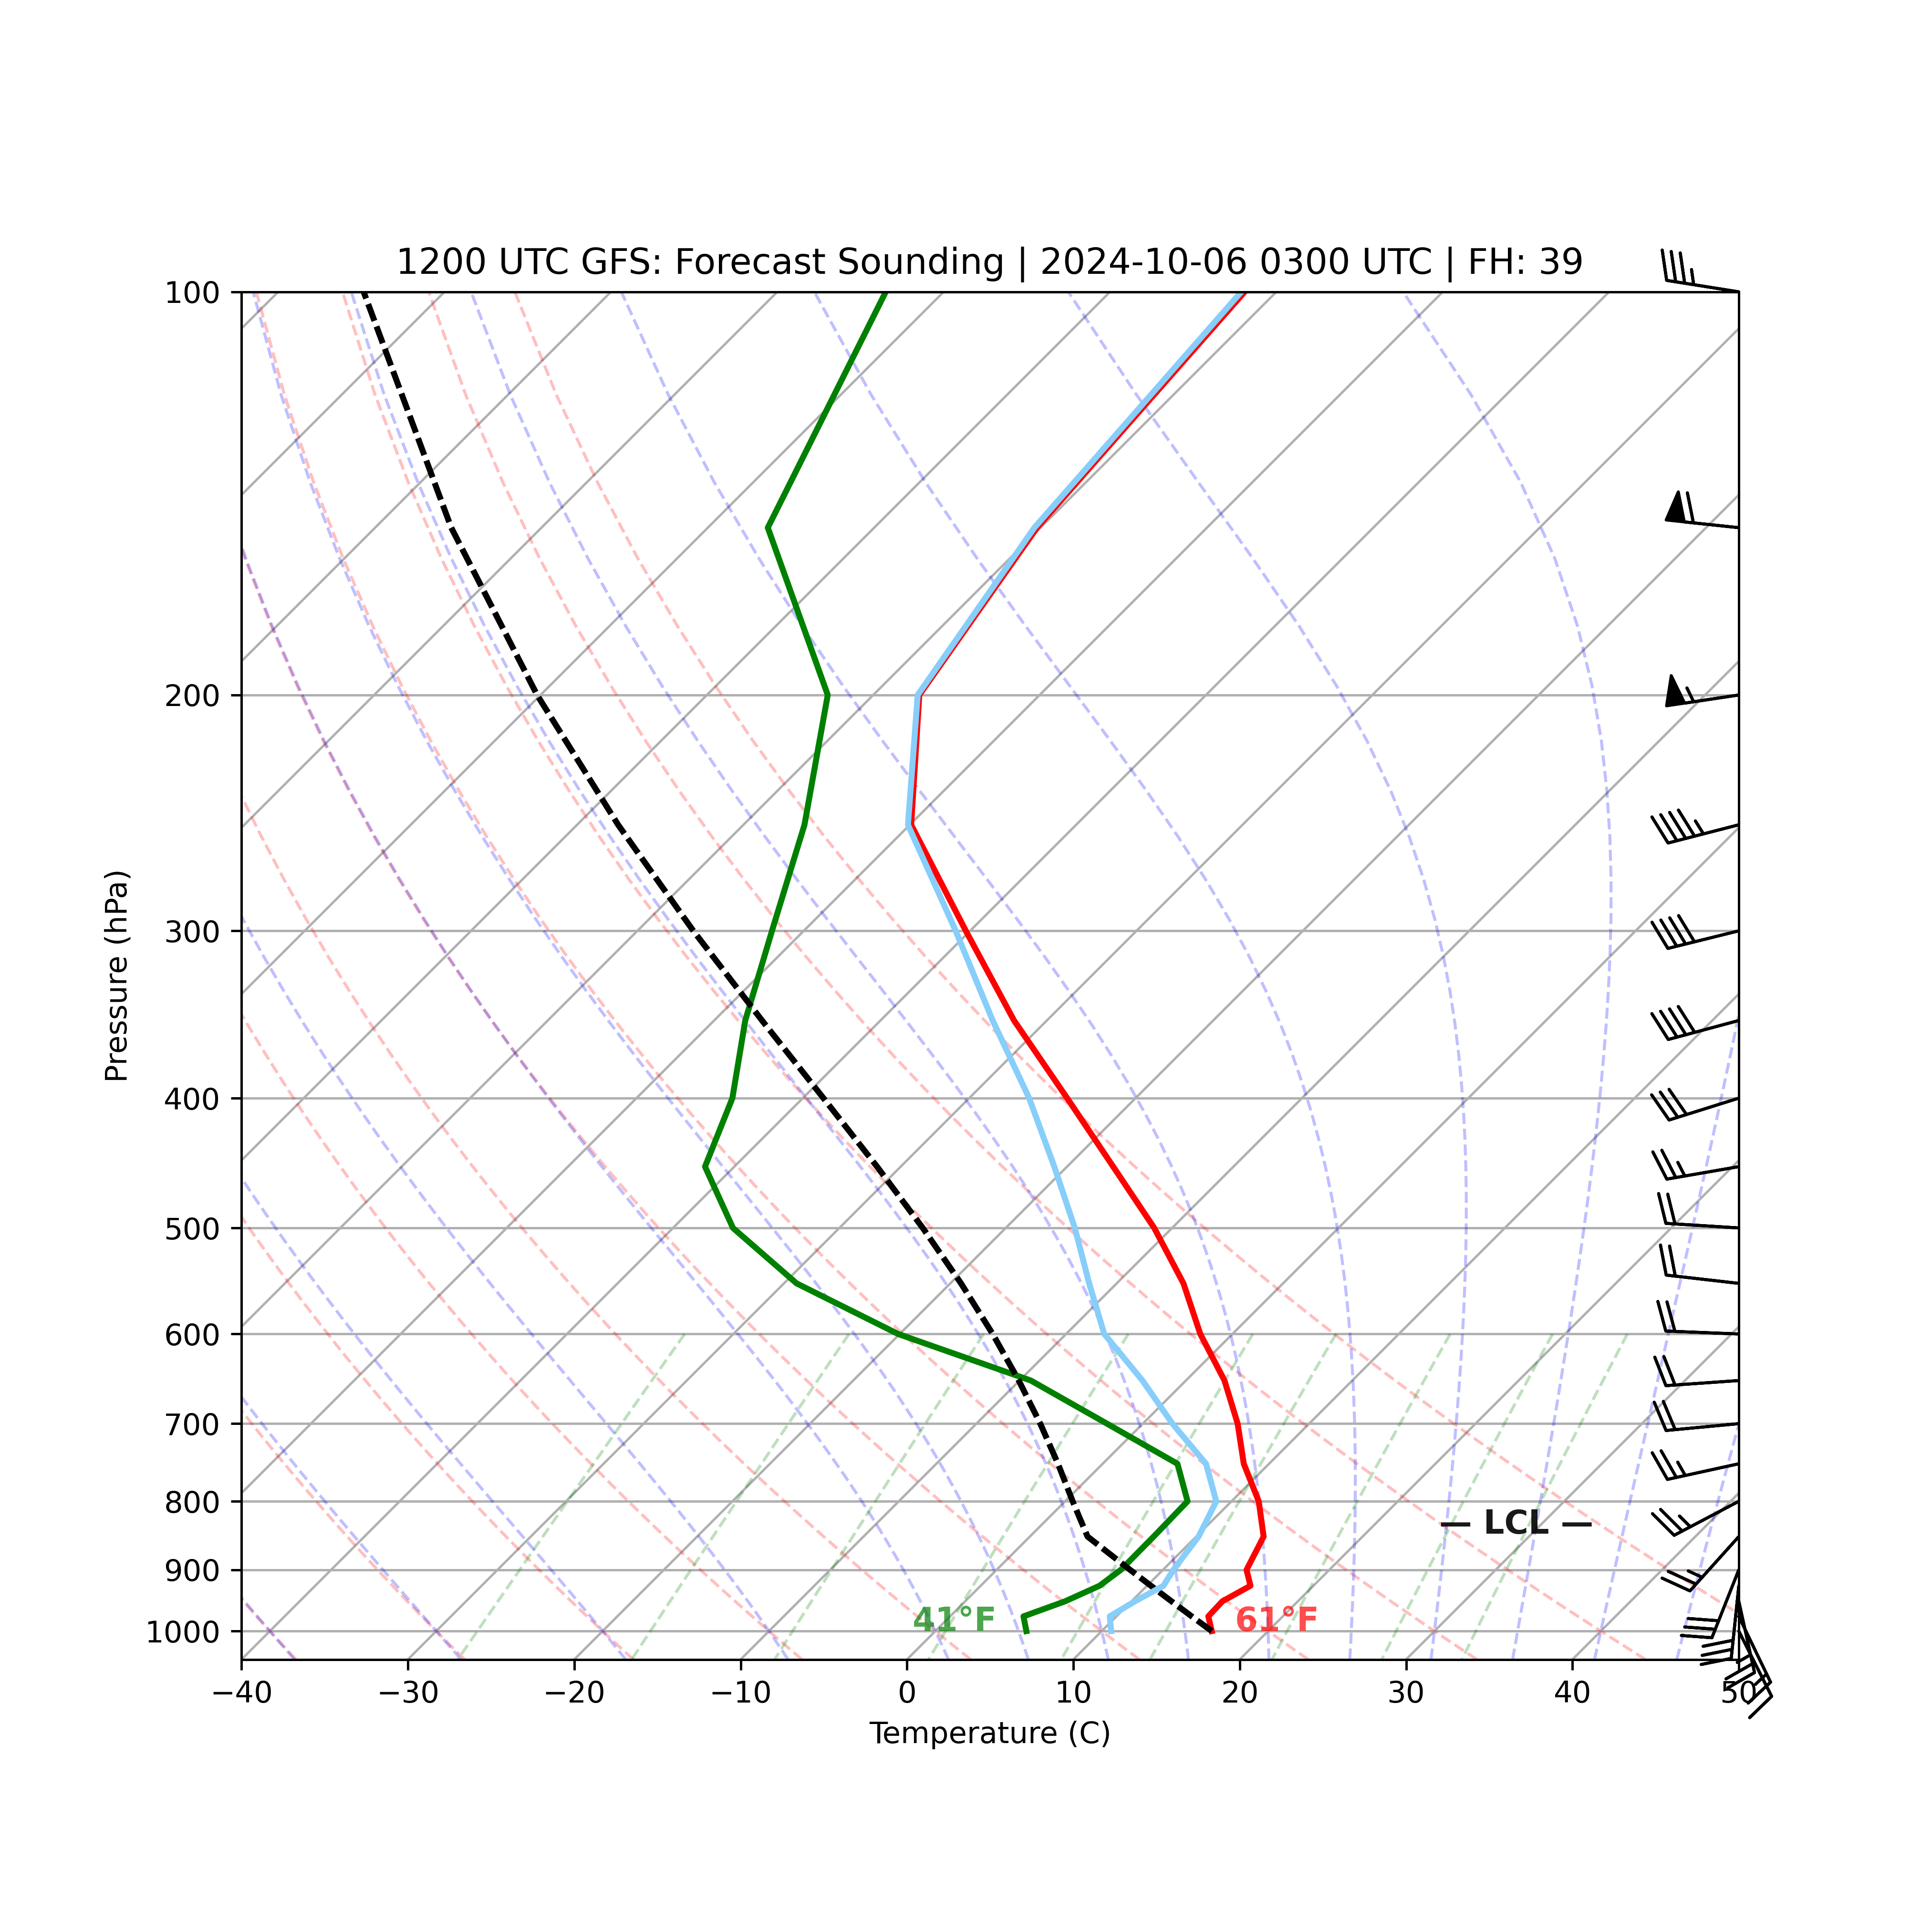 1200 UTC GFS: Forecast Sounding | 2024-10-06 0300 UTC | FH: 39
100
200
300
400
500
600
700
800
900
1000
Pressure (hPa)
— LCL —
41°F
61°F
−40 −30 −20 −10 0 10 20 30 40 50
Temperature (C)